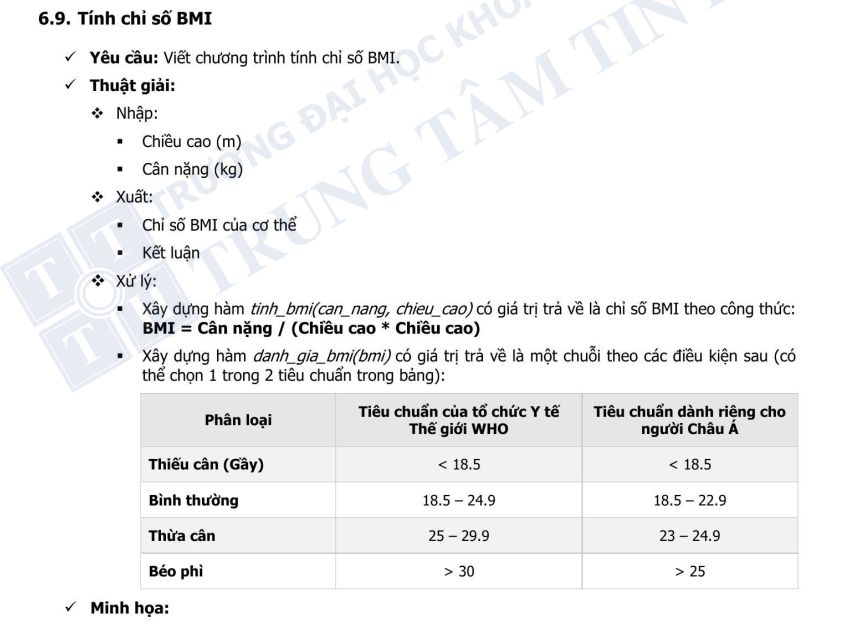 6.9. Tính chỉ số BMI
✓ Yêu cầu: Viết chương trình tính chỉ số BMI.
✓ Thuật giải:
❖ Nhập:
▪ Chiều cao (m)
▪ Cân nặng (kg)
❖ Xuất:
▪ Chỉ số BMI của cơ thể
▪ Kết luận
❖ Xử lý:
▪ Xây dựng hàm tinh_bmi(can_nang, chieu_cao) có giá trị trả về là chỉ số BMI theo công thức:
BMI = Cân nặng / (Chiều cao * Chiều cao)
▪ Xây dựng hàm danh_gia_bmi(bmi) có giá trị trả về là một chuỗi theo các điều kiện sau (có
thể chọn 1 trong 2 tiêu chuẩn trong bảng):
Phân loại Tiêu chuẩn của tổ chức Y tế Tiêu chuẩn dành riêng cho
Thế giới WHO người Châu Á
Thiếu cân (Gầy) < 18.5 < 18.5
Bình thường 18.5 – 24.9 18.5 – 22.9
Thừa cân 25 – 29.9 23 – 24.9
Béo phì > 30 > 25
✓ Minh họa:
TRƯỜNG ĐẠI HỌC KHOA
TRUNG TÂM TIN
T T
T H